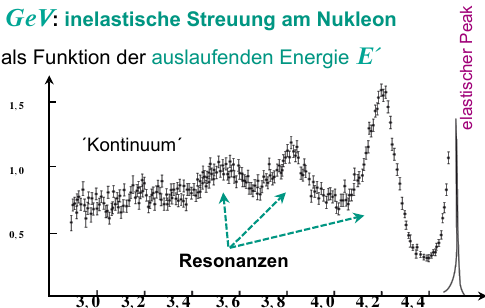 GeV: inelastische Streuung am Nukleon
als Funktion der auslaufenden Energie E´
elastischer Peak
1.5
´Kontinuum´
1.0
0.5
Resonanzen
3,0 3,2 3,4 3,6 3,8 4,0 4,2 4,4